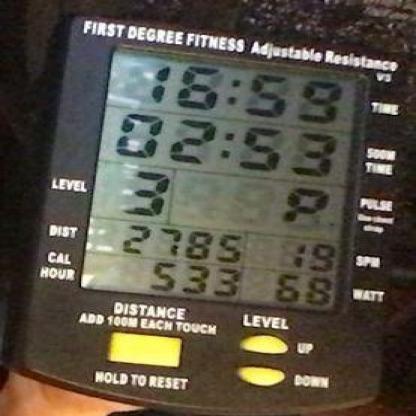 FIRST DEGREE FITNESS Adjustable Resistance
V3
16:59 TIME
02:53 500M TIME
LEVEL 3 P PULSE
DIST 2785 19 SPM
CAL HOUR 533 68 WATT
DISTANCE
ADD 100M EACH TOUCH
HOLD TO RESET
LEVEL
UP
DOWN